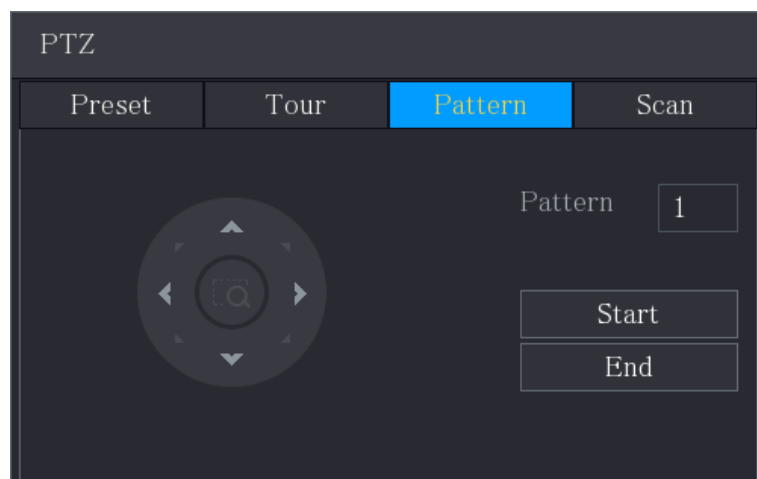 PTZ
Preset Tour Pattern Scan
Pattern 1
Start
End